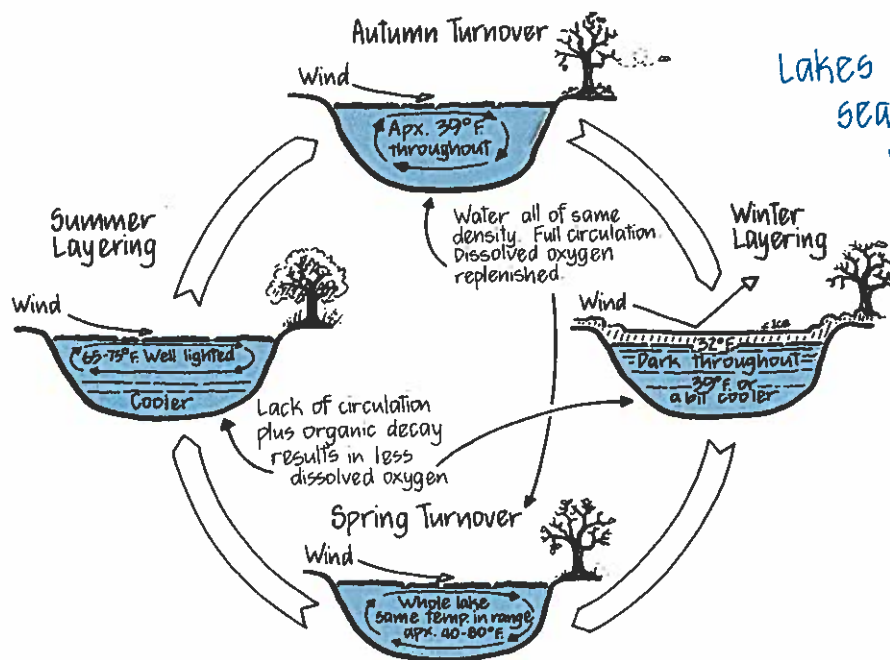 Autumn Turnover
Wind
Apx. 39°F.
throughout
Lakes
sea
Summer
Layering
Water all of same
density. Full circulation
Dissolved oxygen
replenished.
Winter
Layering
Wind
65-75°F. Well lighted
Cooler
Wind
Ice
32°F.
Dark throughout
39°F. or
a bit cooler
Lack of circulation
plus organic decay
results in less
dissolved oxygen
Spring Turnover
Wind
Whole lake
same temp. in range
apx. 40-80°F.